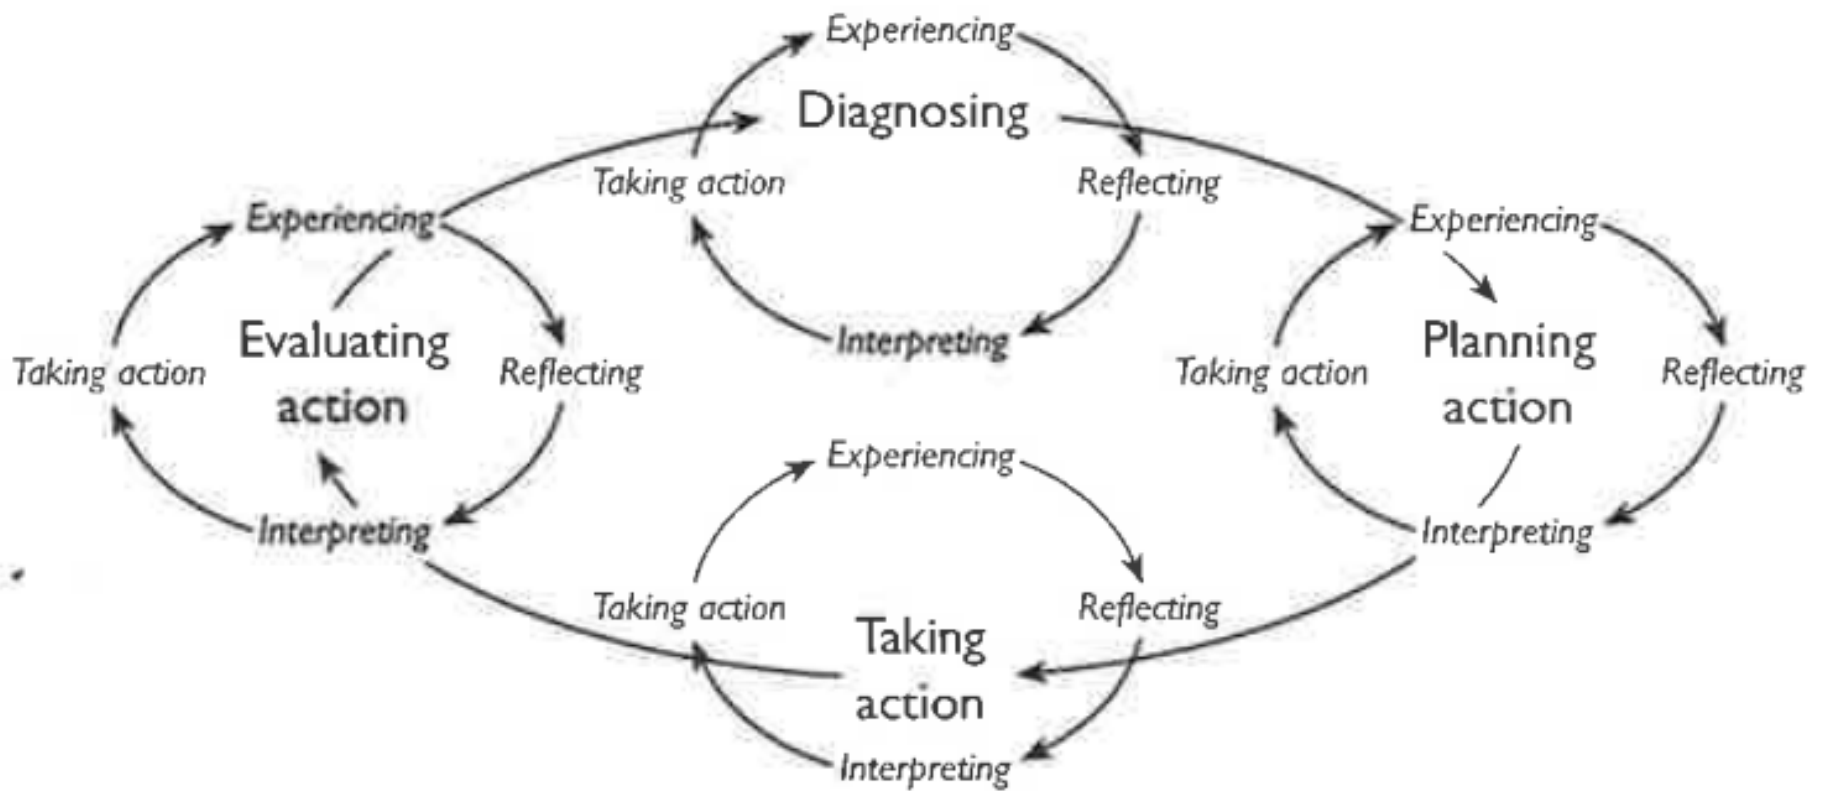 Experiencing
Diagnosing
Taking action
Reflecting
Interpreting
Experiencing
Evaluating
action
Taking action
Reflecting
Interpreting
Experiencing
Planning
action
Taking action
Reflecting
Interpreting
Experiencing
Taking action
Reflecting
Taking
action
Interpreting